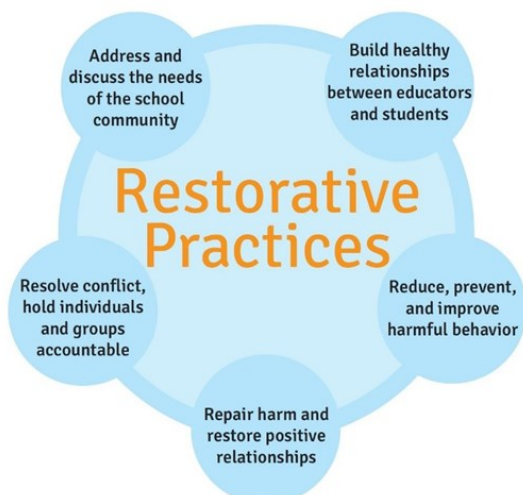 Address and
discuss the needs
of the school
community
Build healthy
relationships
between educators
and students
Restorative
Practices
Resolve conflict,
hold individuals
and groups
accountable
Reduce, prevent,
and improve
harmful behavior
Repair harm and
restore positive
relationships